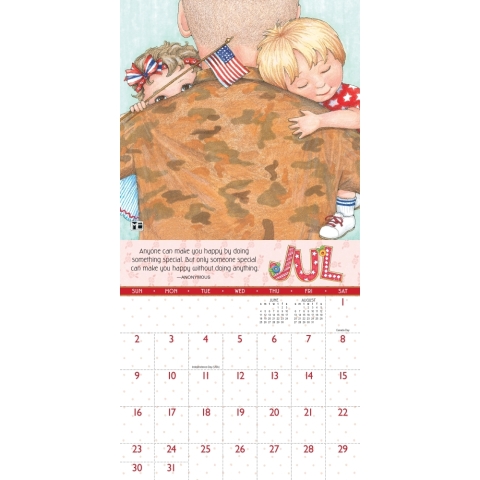 Anyone can make you happy by doing
something special. But only someone special
can make you happy without doing anything.
—ANONYMOUS
JUL
SUN MON TUE WED THU FRI SAT
JUNE AUGUST 1
2 3 4 5 6 7 8
9 10 11 12 13 14 15
16 17 18 19 20 21 22
23 24 25 26 27 28 29
30 31